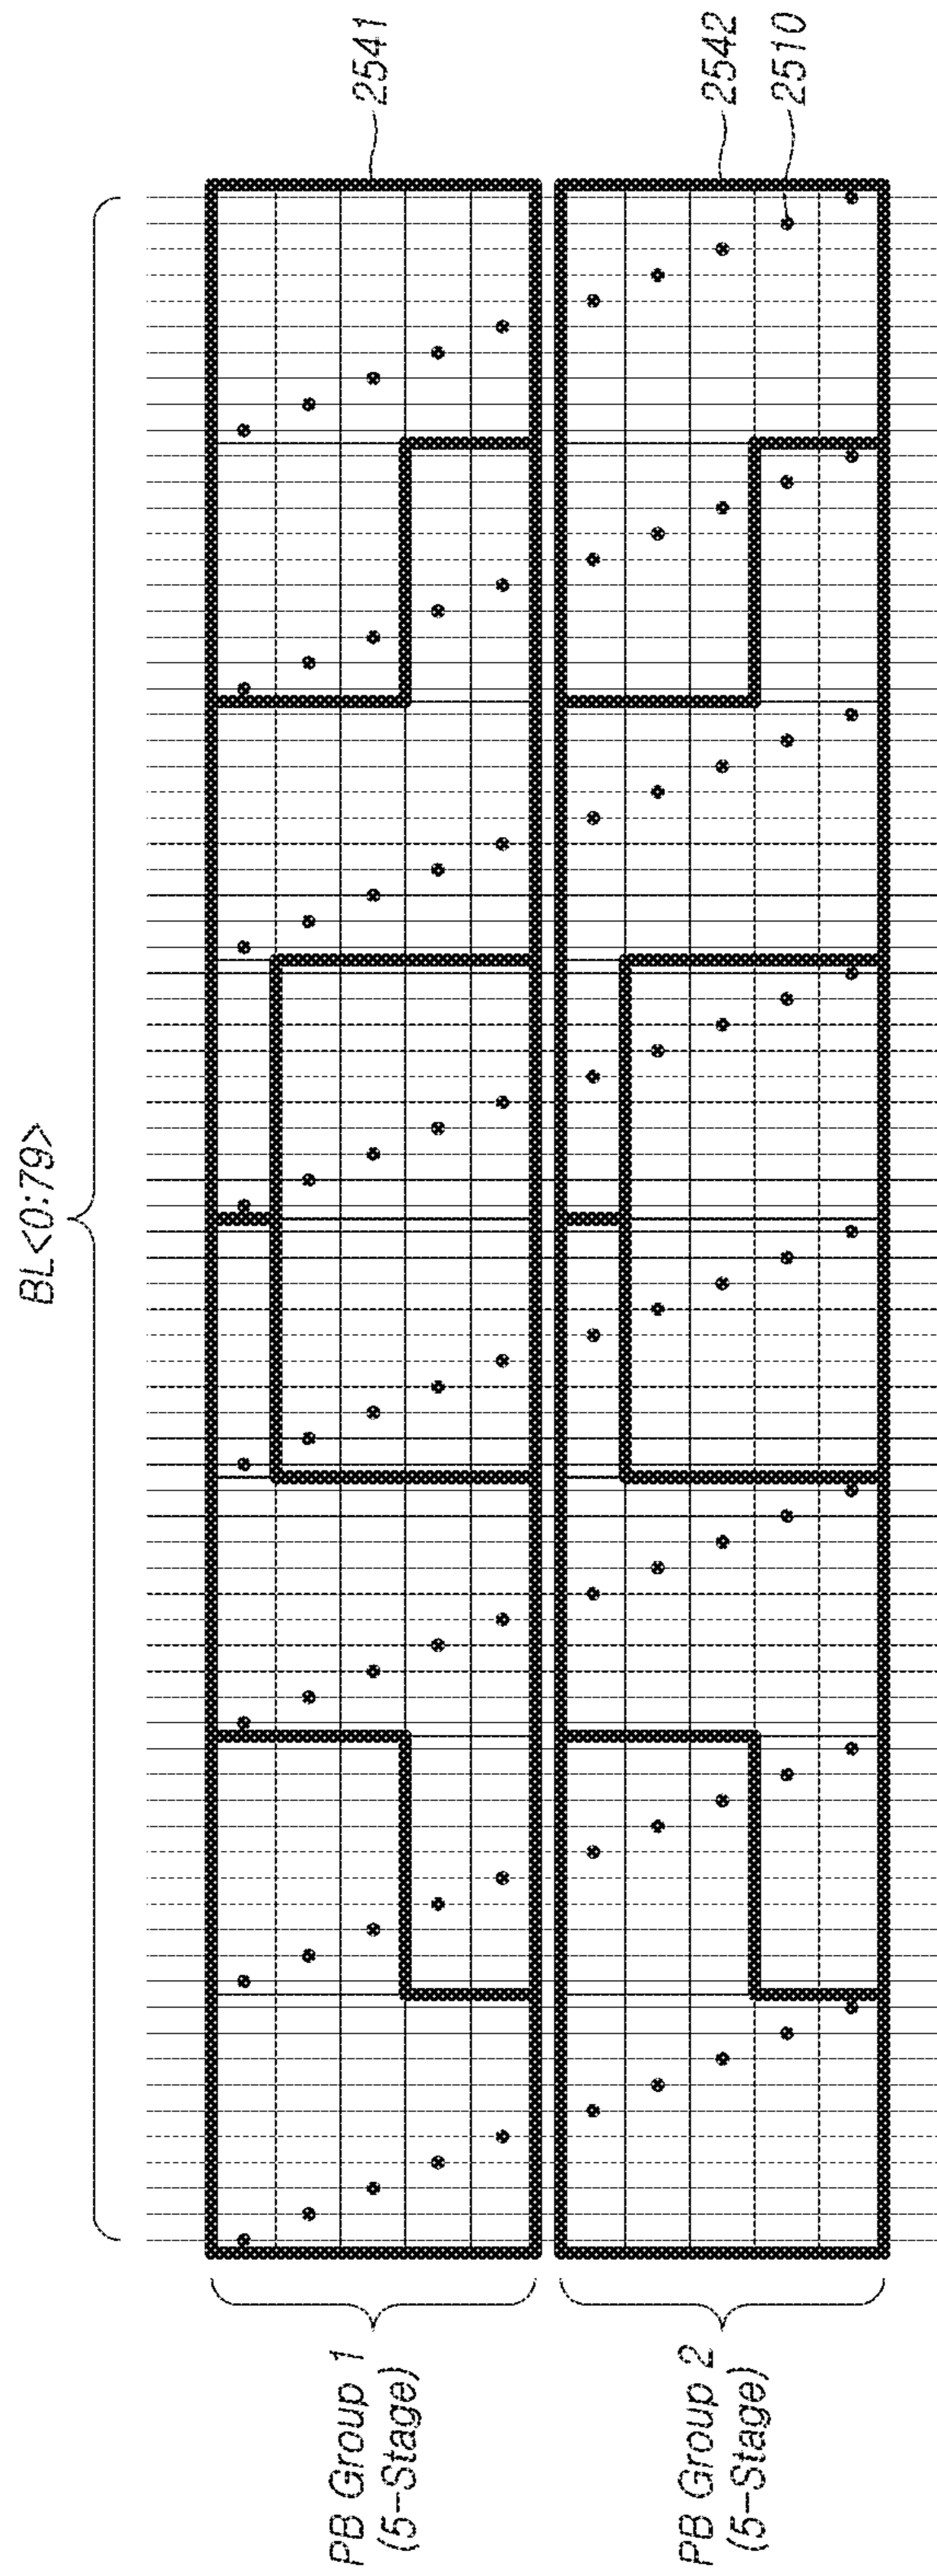 BL<0:79>
2541
2542
2510
PB Group 1
(5-Stage)
PB Group 2
(5-Stage)